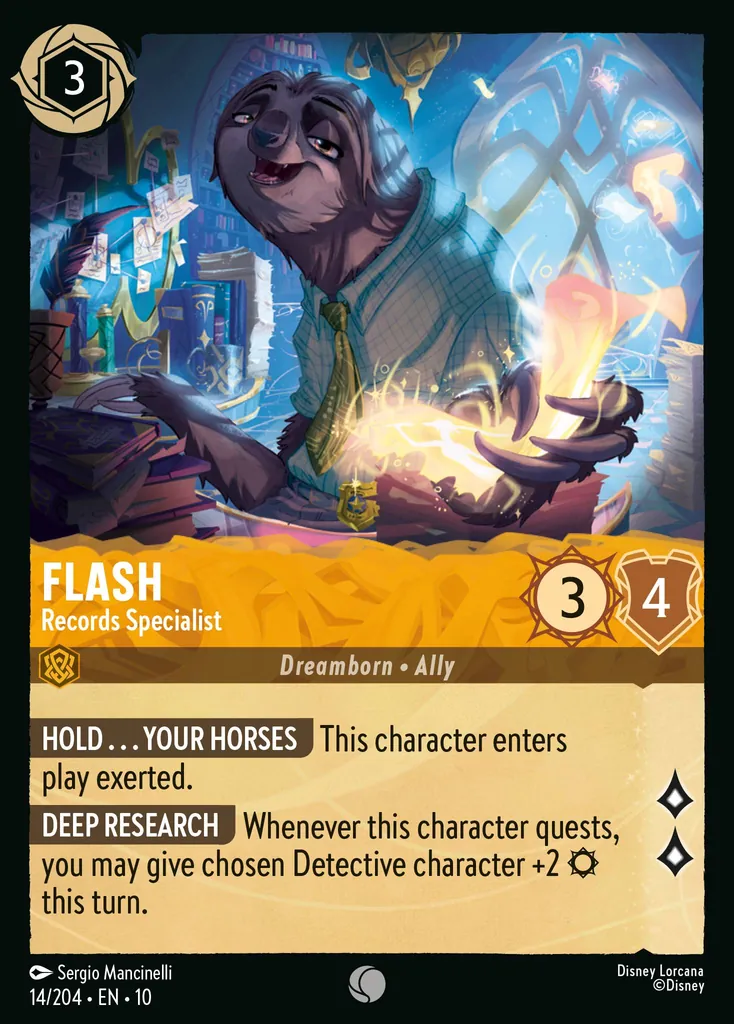 3
FLASH
Records Specialist
3
4
Dreamborn • Ally
HOLD . . . YOUR HORSES This character enters
play exerted.
DEEP RESEARCH Whenever this character quests,
you may give chosen Detective character +2
this turn.
Sergio Mancinelli
14/204 • EN • 10
Disney Lorcana
©Disney